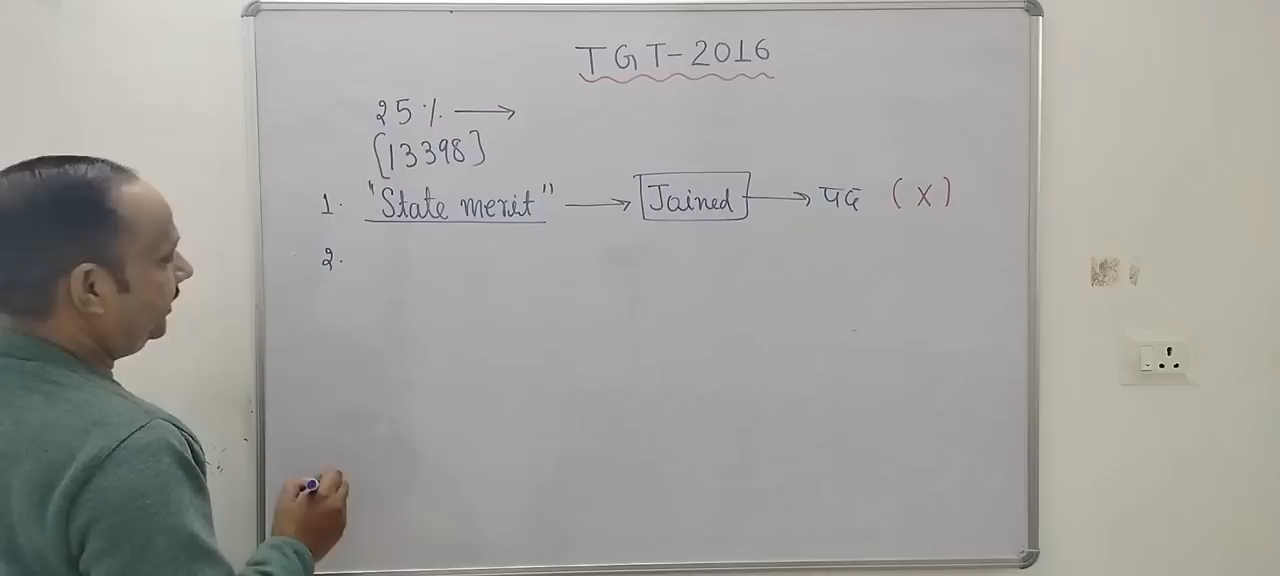 TGT-2016
25% →
[13398]
1. "State merit" → Jained → पद (X)
2.